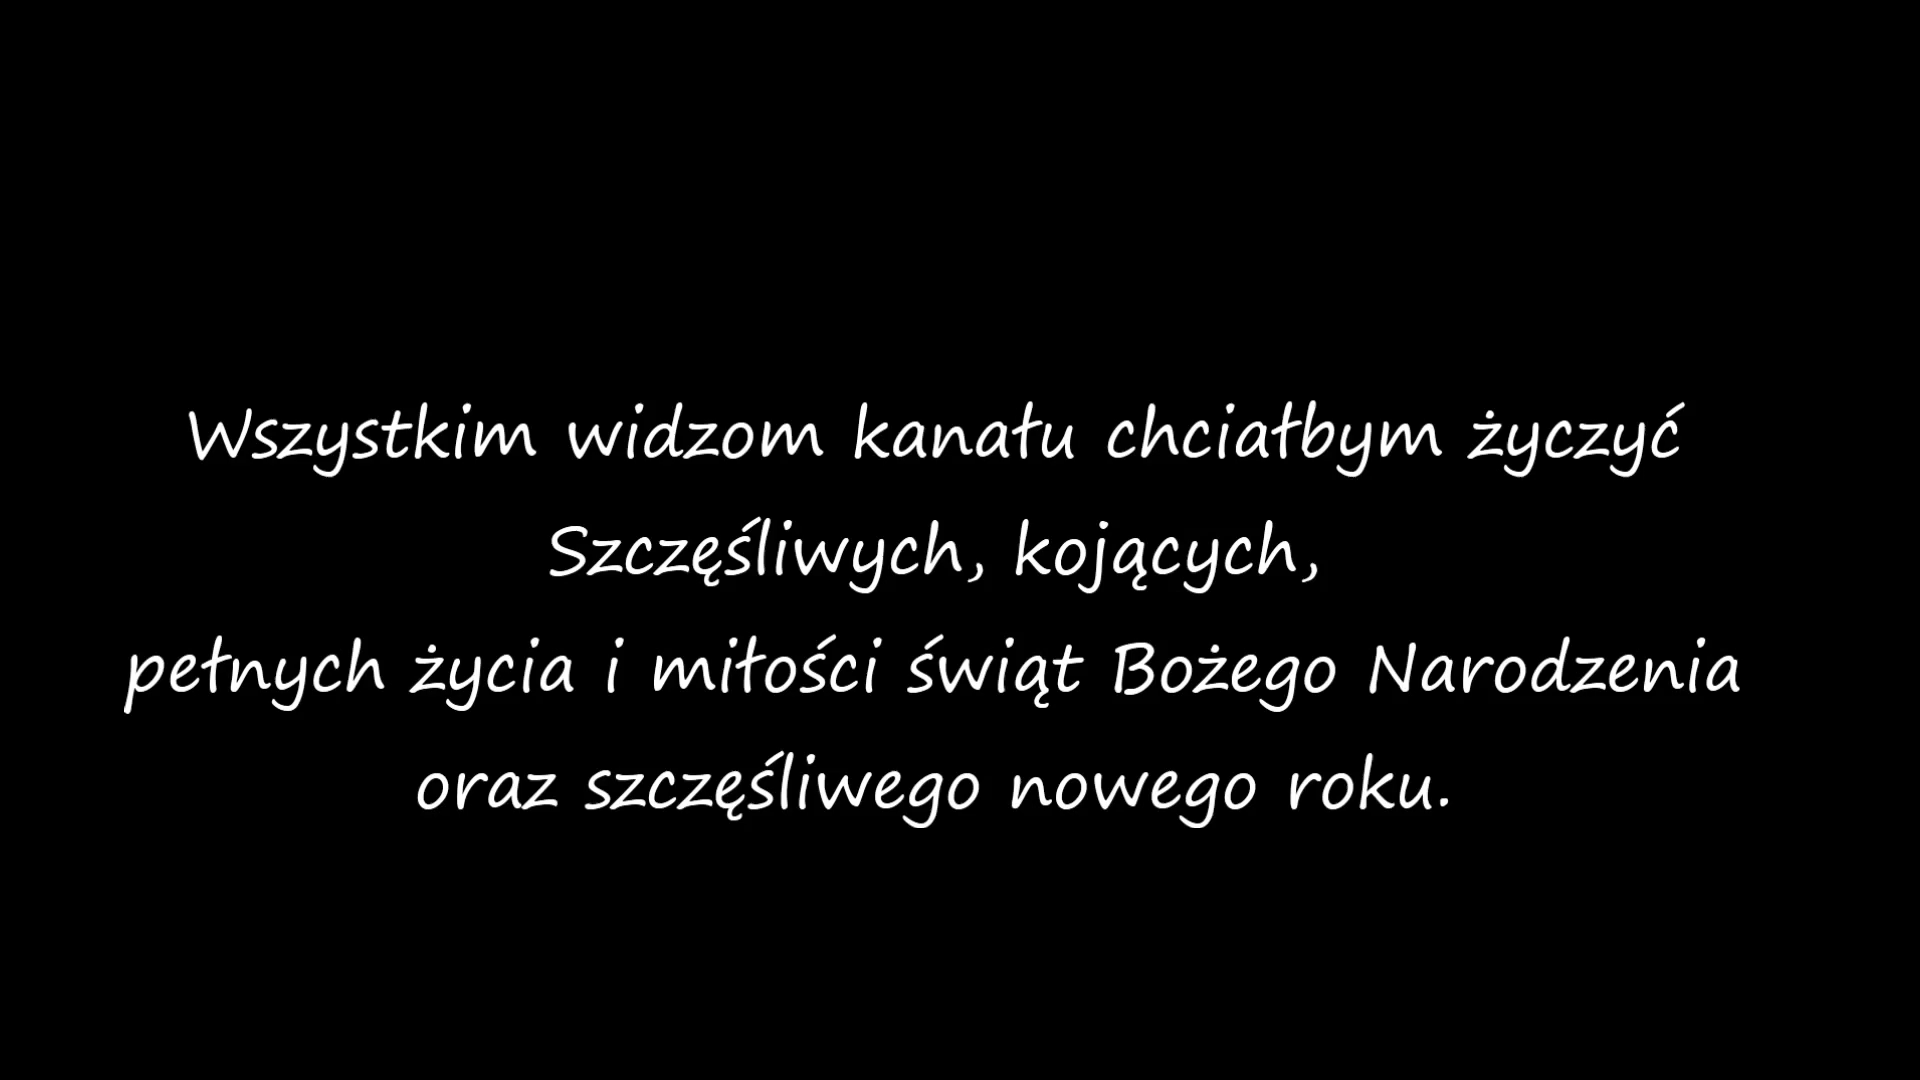 Wszystkim widzom kanału chciałbym życzyć
Szczęśliwych, kojących,
pełnych życia i miłości świąt Bożego Narodzenia
oraz szczęśliwego nowego roku.